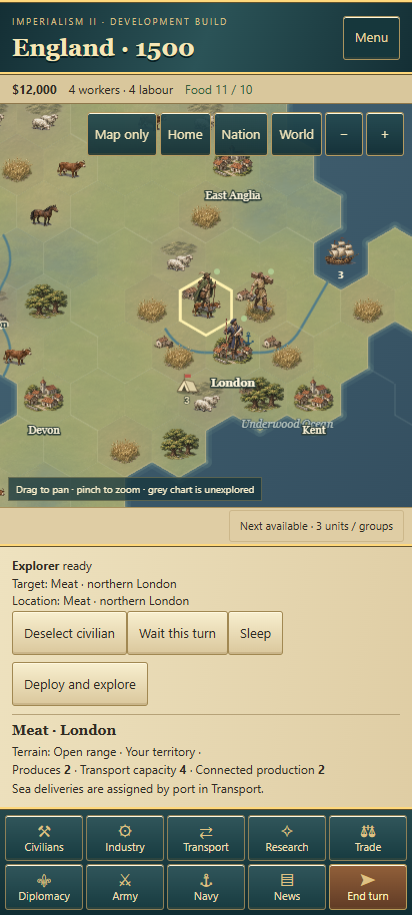 IMPERIALISM II · DEVELOPMENT BUILD
England · 1500
Menu
$12,000 4 workers · 4 labour Food 11 / 10
Map only Home Nation World − +
East Anglia
3
London
3
Underwood Ocean
Devon
Kent
Drag to pan · pinch to zoom · grey chart is unexplored
Next available · 3 units / groups
Explorer ready
Target: Meat · northern London
Location: Meat · northern London
Deselect civilian Wait this turn Sleep
Deploy and explore
Meat · London
Terrain: Open range · Your territory ·
Produces 2 · Transport capacity 4 · Connected production 2
Sea deliveries are assigned by port in Transport.
Civilians Industry Transport Research Trade
Diplomacy Army Navy News End turn